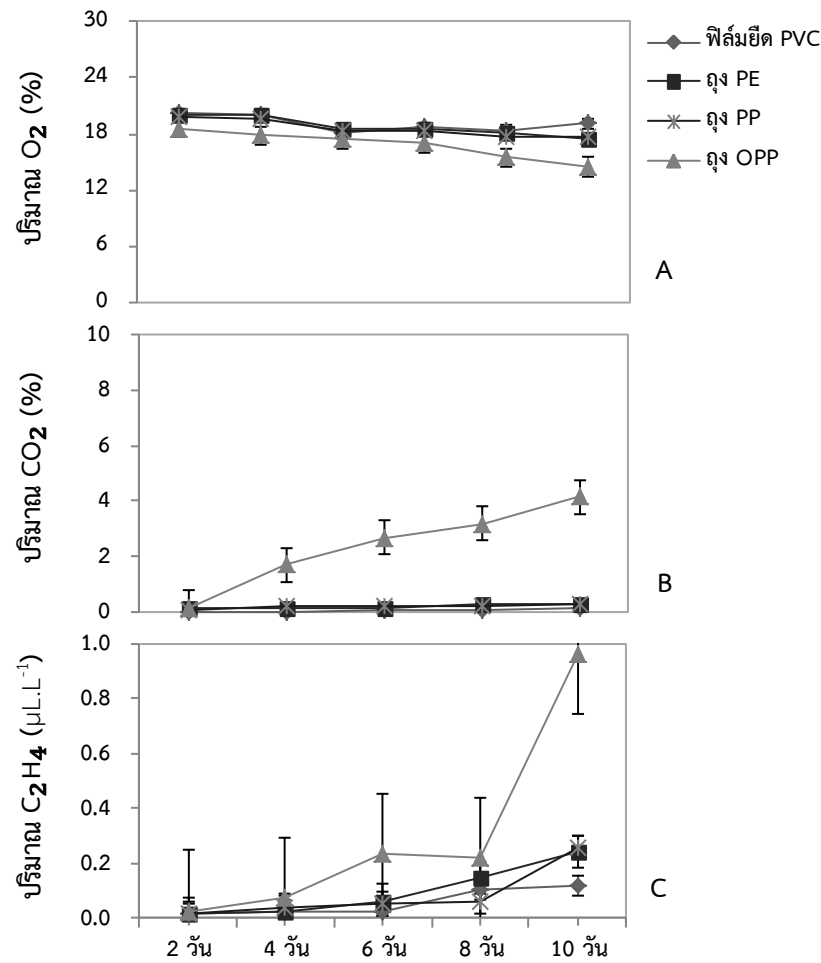 ปริมาณ O2 (%)
30
24
18
12
6
0
A
ฟิล์มยืด PVC
ถุง PE
ถุง PP
ถุง OPP
ปริมาณ CO2 (%)
10
8
6
4
2
0
B
ปริมาณ C2H4 (μL.L-1)
1.0
0.8
0.6
0.4
0.2
0.0
C
2 วัน 4 วัน 6 วัน 8 วัน 10 วัน